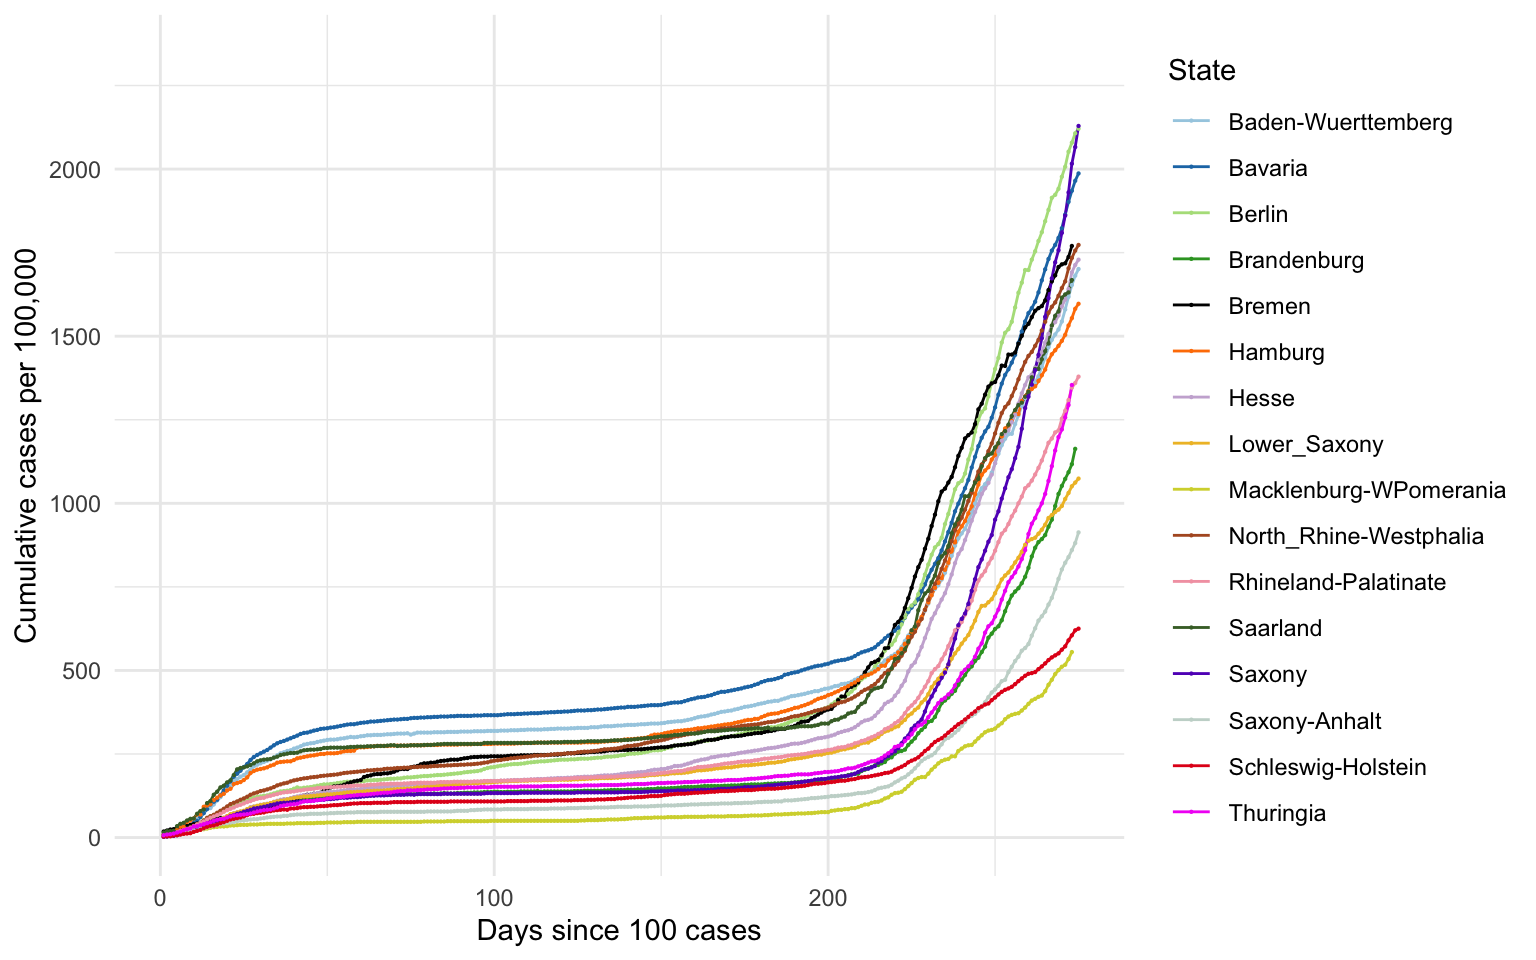 Cumulative cases per 100,000
2000
1500
1000
500
0
0 100 200
Days since 100 cases
State
Baden-Wuerttemberg
Bavaria
Berlin
Brandenburg
Bremen
Hamburg
Hesse
Lower_Saxony
Macklenburg-WPomerania
North_Rhine-Westphalia
Rhineland-Palatinate
Saarland
Saxony
Saxony-Anhalt
Schleswig-Holstein
Thuringia